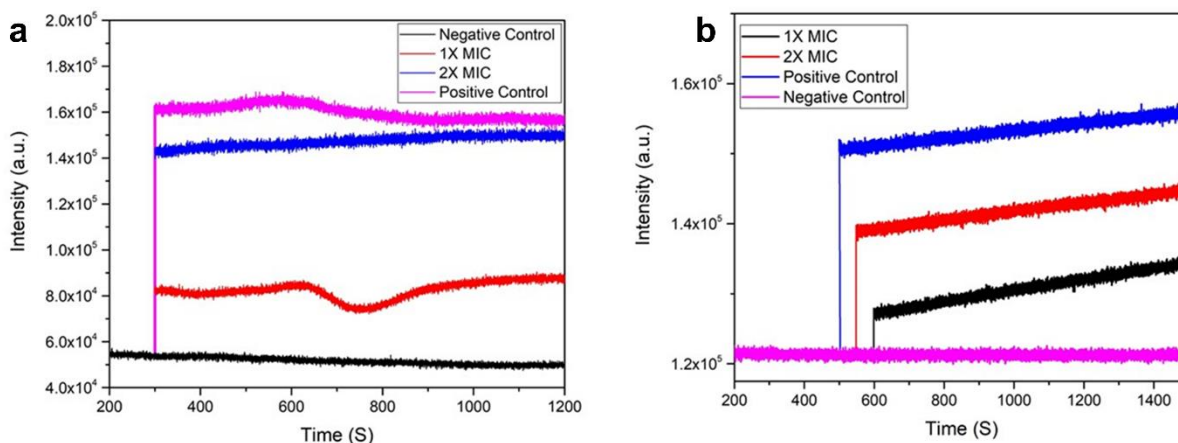 a
2.0x10⁵
1.8x10⁵
1.6x10⁵
1.4x10⁵
1.2x10⁵
1.0x10⁵
8.0x10⁴
6.0x10⁴
4.0x10⁴
Intensity (a.u.)
Negative Control
1X MIC
2X MIC
Positive Control
200 400 600 800 1000 1200
Time (S)
b
1.6x10⁵
1.4x10⁵
1.2x10⁵
Intensity (a.u.)
1X MIC
2X MIC
Positive Control
Negative Control
200 400 600 800 1000 1200 1400
Time (S)